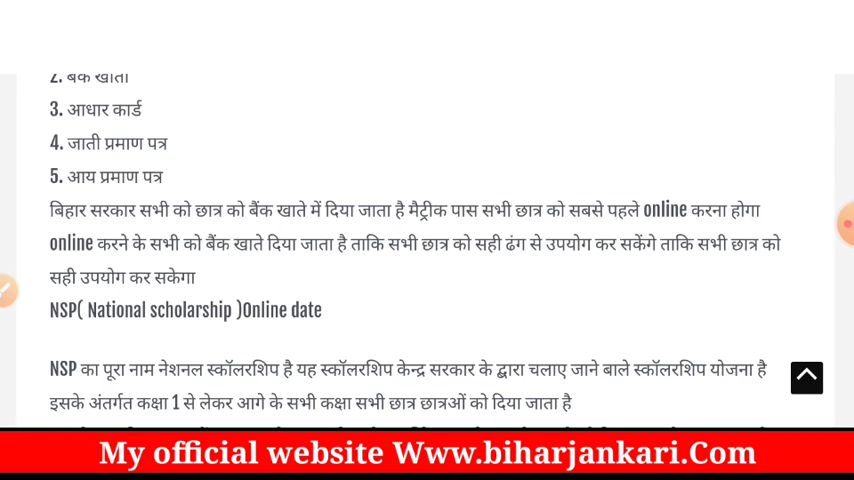 2. बैंक खाता
3. आधार कार्ड
4. जाती प्रमाण पत्र
5. आय प्रमाण पत्र
बिहार सरकार सभी को छात्र को बैंक खाते में दिया जाता है मैट्रीक पास सभी छात्र को सबसे पहले online करना होगा
online करने के सभी को बैंक खाते दिया जाता है ताकि सभी छात्र को सही ढंग से उपयोग कर सकेंगे ताकि सभी छात्र को
सही उपयोग कर सकेगा
NSP( National scholarship )Online date
NSP का पूरा नाम नेशनल स्कॉलरशिप है यह स्कॉलरशिप केन्द्र सरकार के द्वारा चलाए जाने बाले स्कॉलरशिप योजना है
इसके अंतर्गत कक्षा 1 से लेकर आगे के सभी कक्षा सभी छात्र छात्रओं को दिया जाता है
My official website Www.biharjankari.Com